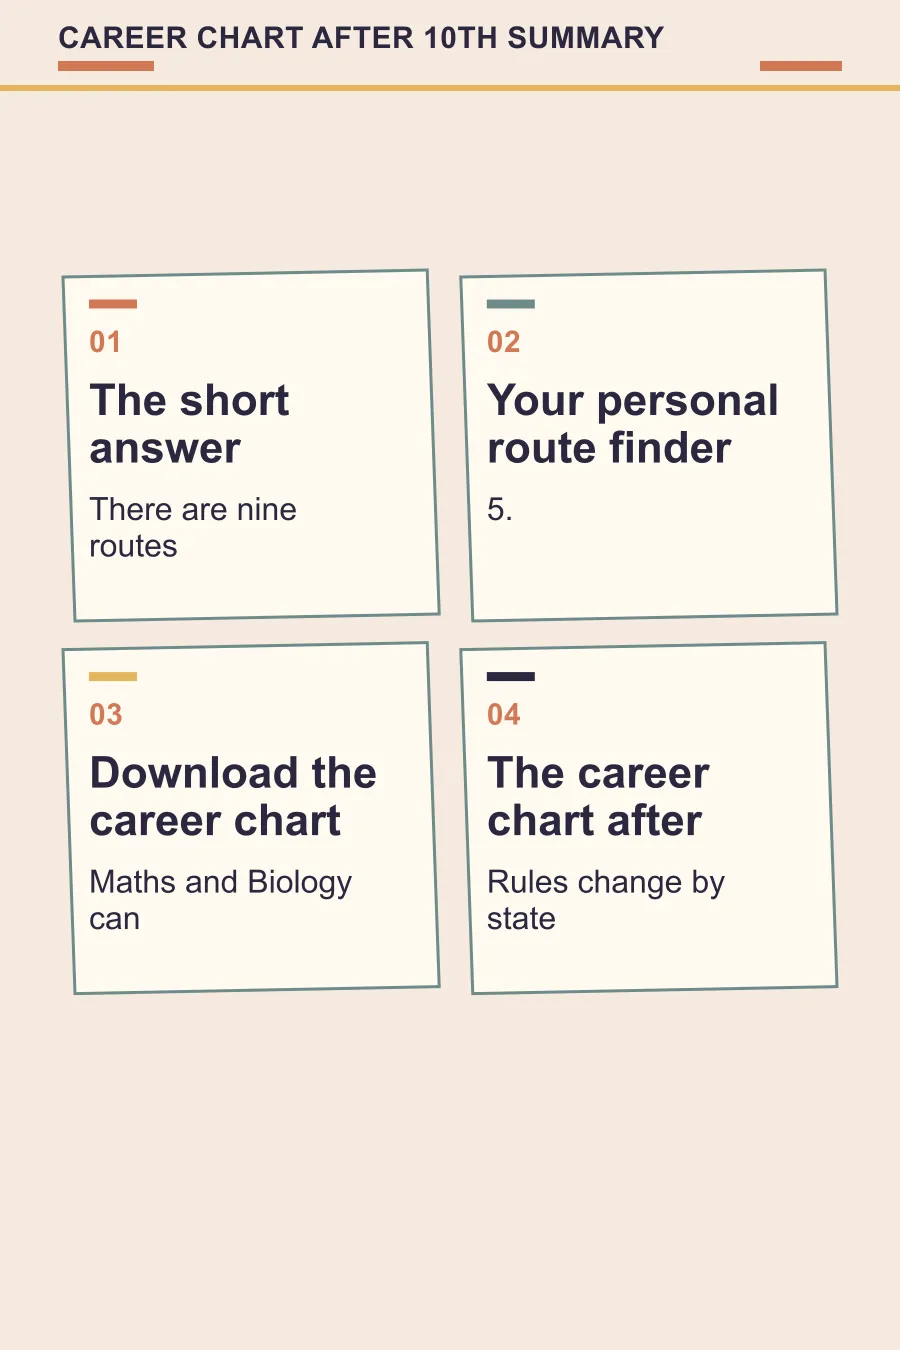 CAREER CHART AFTER 10TH SUMMARY
01
The short
answer
There are nine
routes
02
Your personal
route finder
5.
03
Download the
career chart
Maths and Biology
can
04
The career
chart after
Rules change by
state